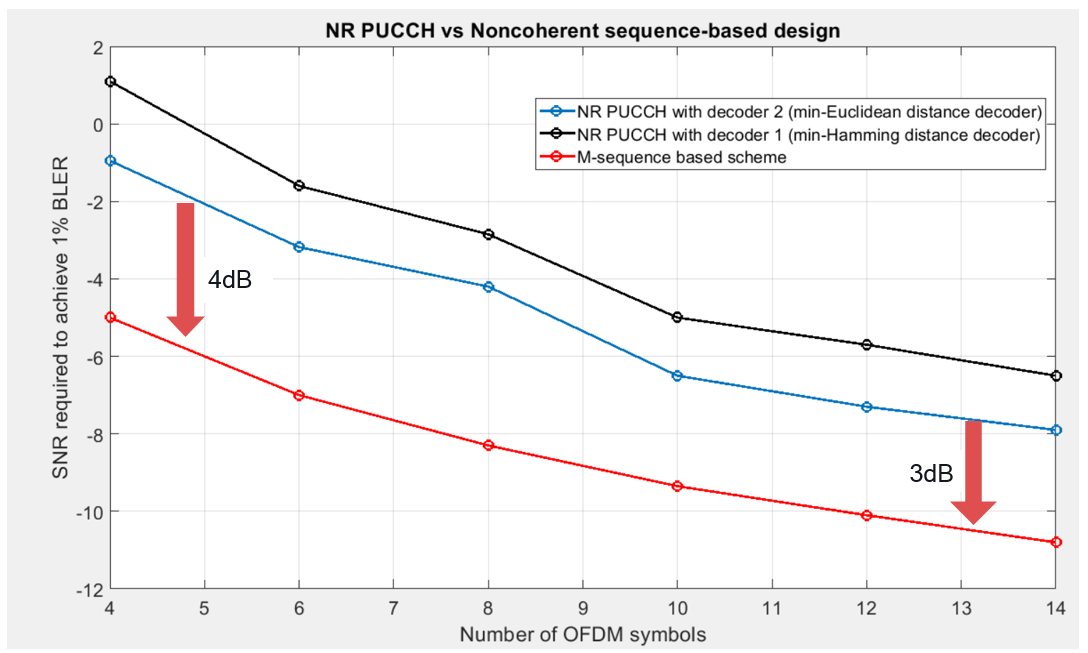 NR PUCCH vs Noncoherent sequence-based design
2
0
-2
-4
-6
-8
-10
-12
SNR required to achieve 1% BLER
NR PUCCH with decoder 2 (min-Euclidean distance decoder)
NR PUCCH with decoder 1 (min-Hamming distance decoder)
M-sequence based scheme
4dB
3dB
4 5 6 7 8 9 10 11 12 13 14
Number of OFDM symbols